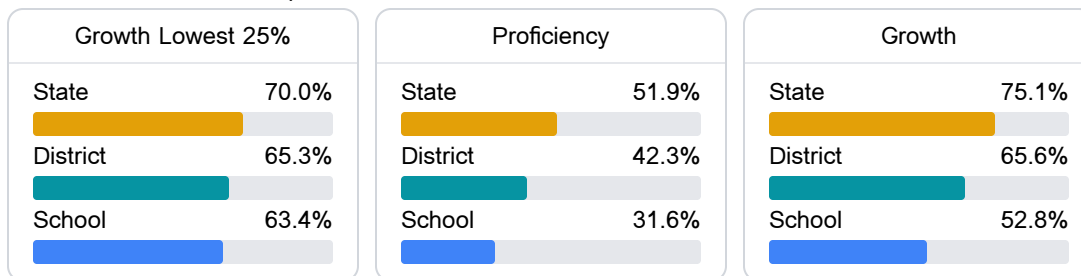 Growth Lowest 25%
State 70.0%
District 65.3%
School 63.4%
Proficiency
State 51.9%
District 42.3%
School 31.6%
Growth
State 75.1%
District 65.6%
School 52.8%